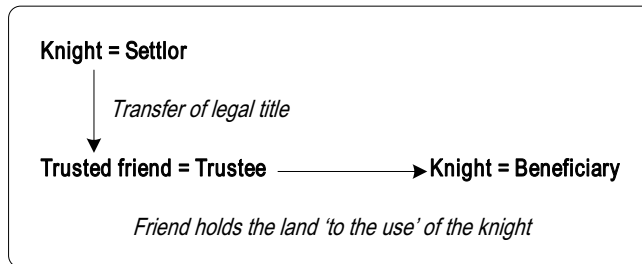 Knight = Settlor
Transfer of legal title
Trusted friend = Trustee Knight = Beneficiary
Friend holds the land ‘to the use’ of the knight